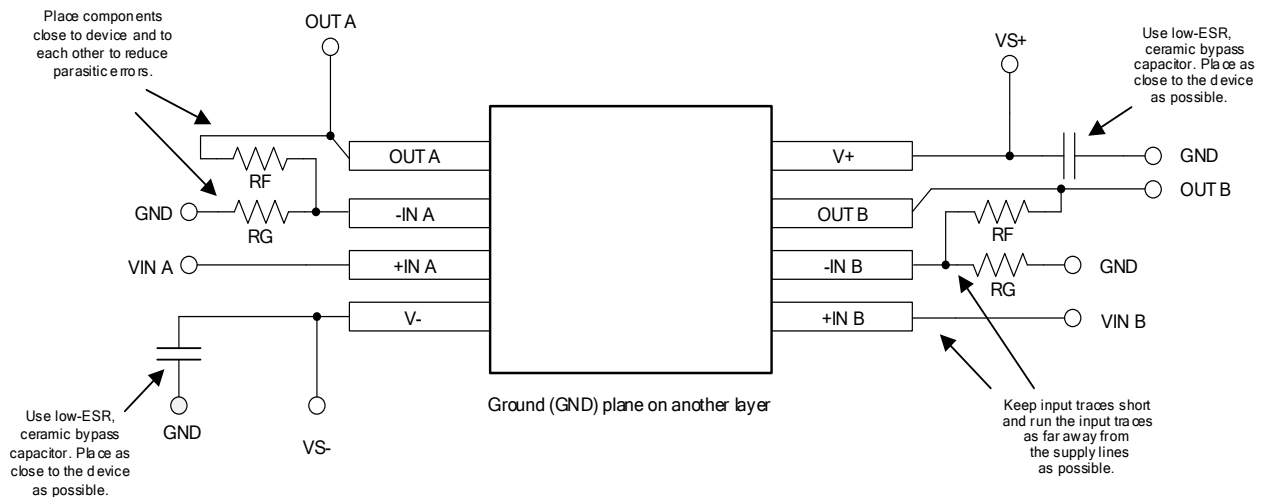 Place components
close to device and to
each other to reduce
parasitic errors.
OUT A
VS+
Use low-ESR,
ceramic bypass
capacitor. Place as
close to the device
as possible.
RF
OUT A
V+
GND
OUT B
GND
RG
-IN A
OUT B
RF
VIN A
+IN A
-IN B
RG
GND
V-
+IN B
VIN B
Use low-ESR,
ceramic bypass
capacitor. Place as
close to the device
as possible.
GND
VS-
Ground (GND) plane on another layer
Keep input traces short
and run the input traces
as far away from
the supply lines
as possible.